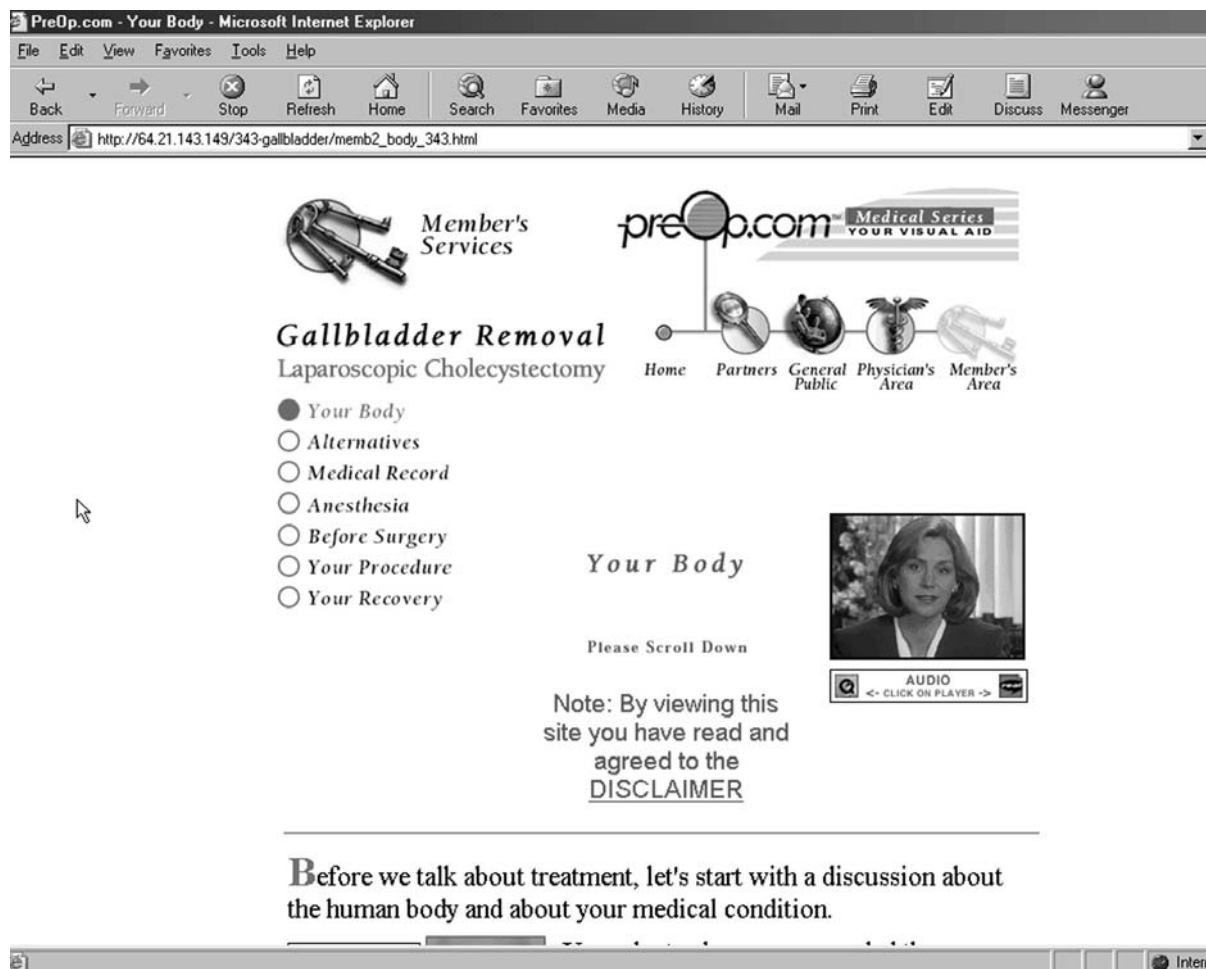 PreOp.com - Your Body - Microsoft Internet Explorer
File Edit View Favorites Tools Help
Back Forward Stop Refresh Home Search Favorites Media History Mail Print Edit Discuss Messenger
Address http://64.21.143.149/343-gallbladder/memb2_body_343.html
Member's
Services
preOp.com™ Medical Series
YOUR VISUAL AID
Gallbladder Removal
Laparoscopic Cholecystectomy
Home Partners General Physician's Member's
Public Area Area
Your Body
Alternatives
Medical Record
Anesthesia
Before Surgery
Your Procedure
Your Recovery
Your Body
Please Scroll Down
AUDIO
<- CLICK ON PLAYER ->
Note: By viewing this
site you have read and
agreed to the
DISCLAIMER
Before we talk about treatment, let's start with a discussion about
the human body and about your medical condition.